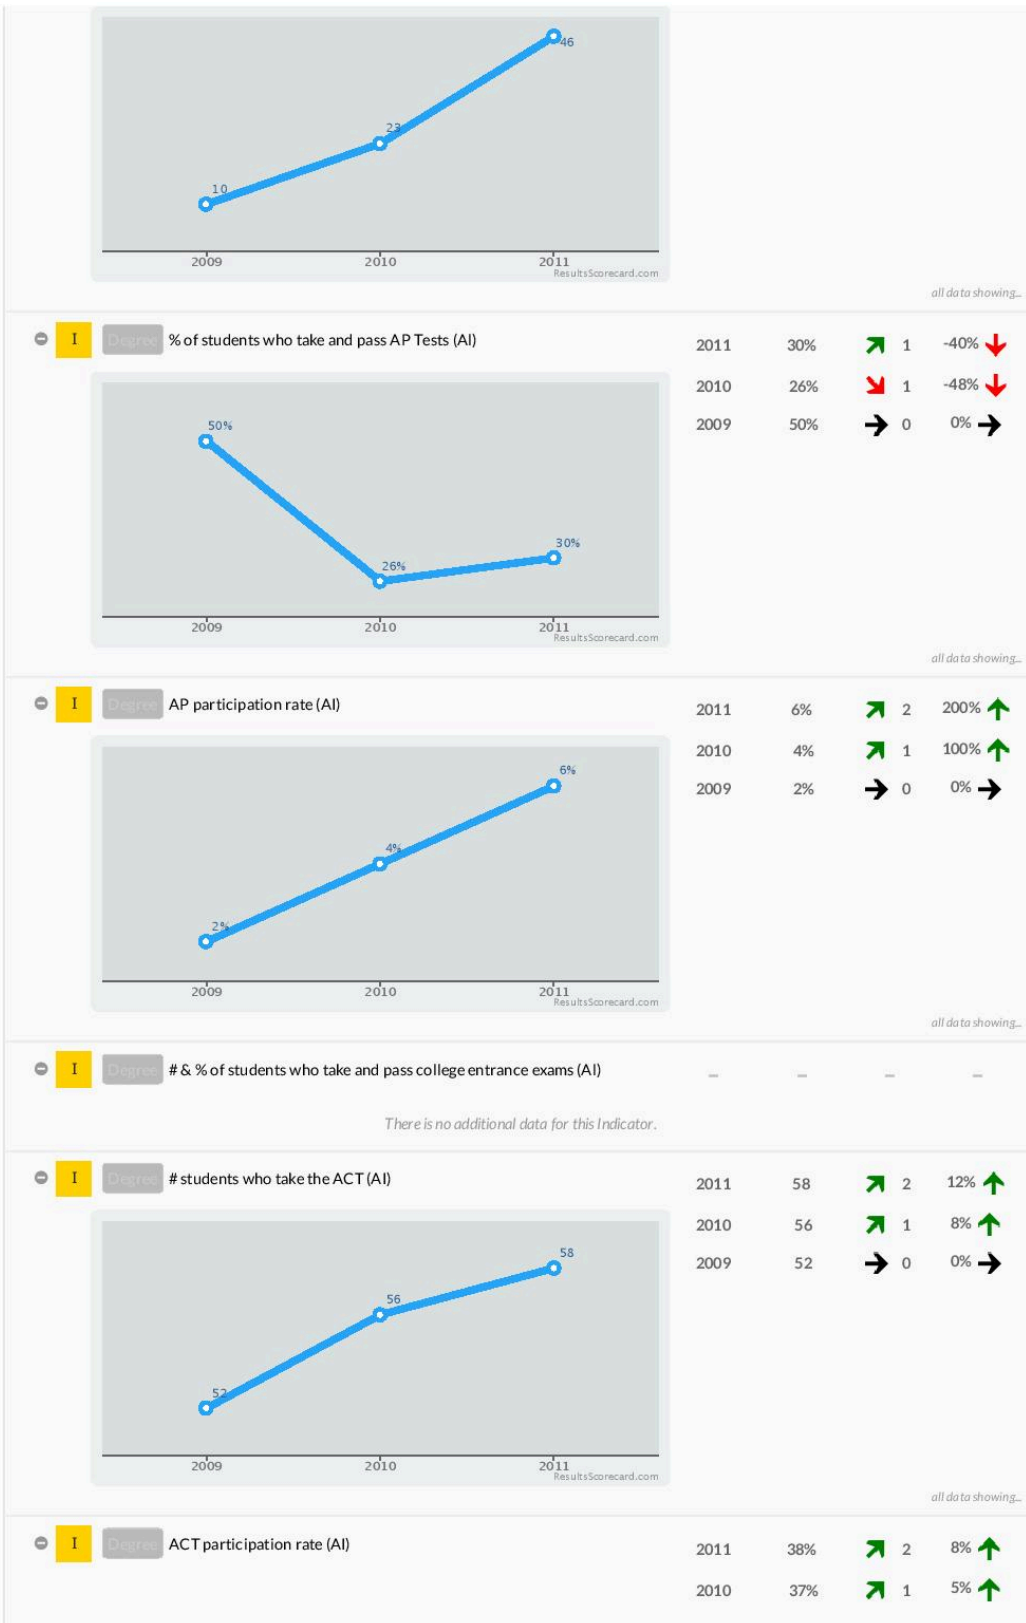 46
23
10
2009 2010 2011
ResultsScorecard.com
all data showing...
I Degree % of students who take and pass AP Tests (AI)
2011 30% 1 -40%
2010 26% 1 -48%
2009 50% 0 0%
50%
30%
26%
2009 2010 2011
ResultsScorecard.com
all data showing...
I Degree AP participation rate (AI)
2011 6% 2 200%
2010 4% 1 100%
2009 2% 0 0%
6%
4%
2%
2009 2010 2011
ResultsScorecard.com
all data showing...
I Degree # & % of students who take and pass college entrance exams (AI) – – – –
There is no additional data for this Indicator.
I Degree # students who take the ACT (AI)
2011 58 2 12%
2010 56 1 8%
2009 52 0 0%
58
56
52
2009 2010 2011
ResultsScorecard.com
all data showing...
I Degree ACT participation rate (AI)
2011 38% 2 8%
2010 37% 1 5%